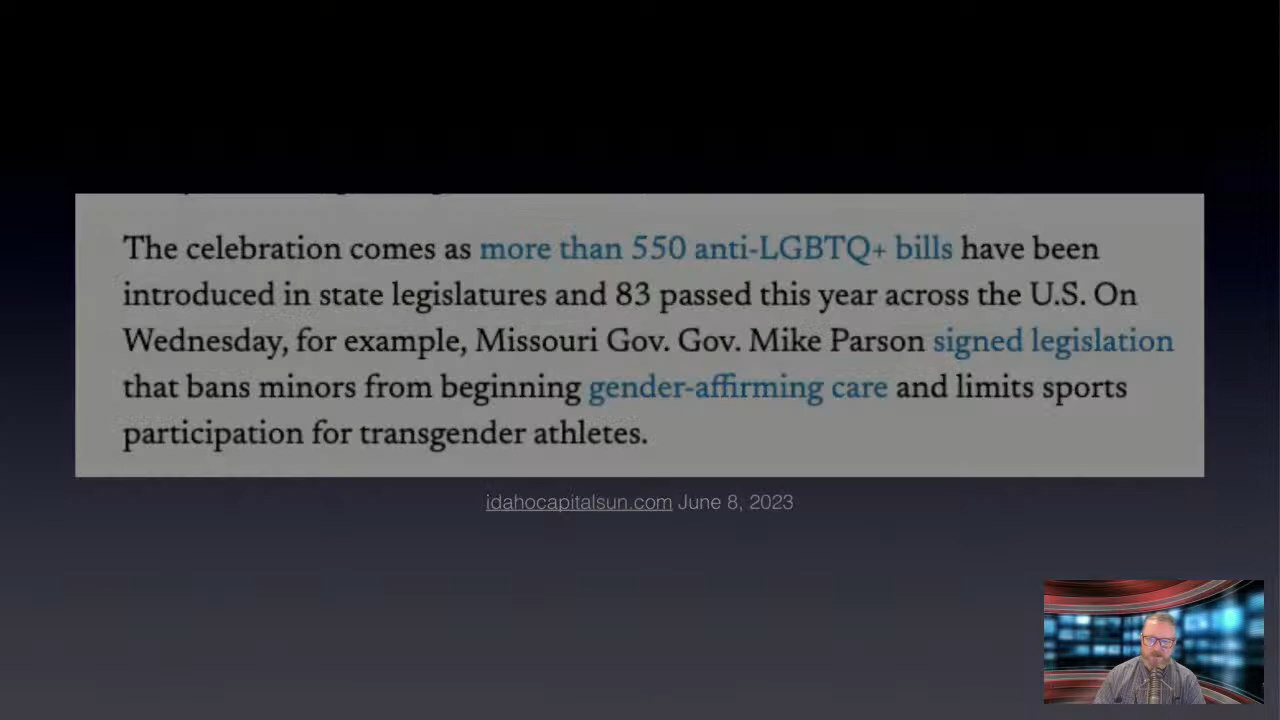 The celebration comes as more than 550 anti-LGBTQ+ bills have been
introduced in state legislatures and 83 passed this year across the U.S. On
Wednesday, for example, Missouri Gov. Gov. Mike Parson signed legislation
that bans minors from beginning gender-affirming care and limits sports
participation for transgender athletes.
idahocapitalsun.com June 8, 2023